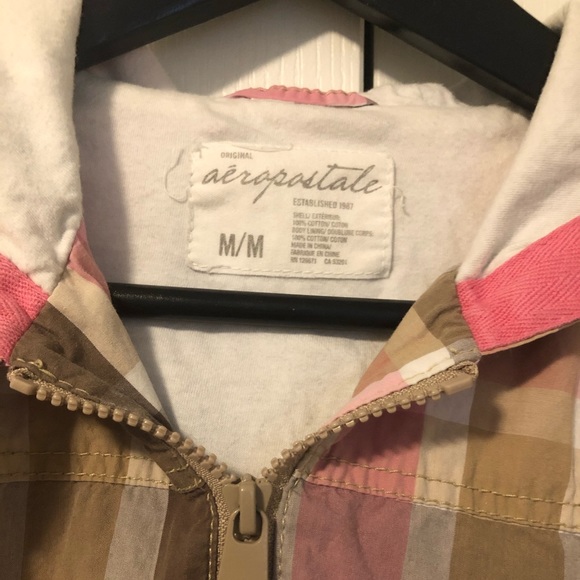 ORIGINAL
aéropostale
ESTABLISHED 1987
M/M
SHELL/ EXTERIEUR:
100% COTTON/ COTON
BODY LINING/ DOUBLURE CORPS:
100% COTTON/ COTON
MADE IN CHINA/
FABRIQUE EN CHINE